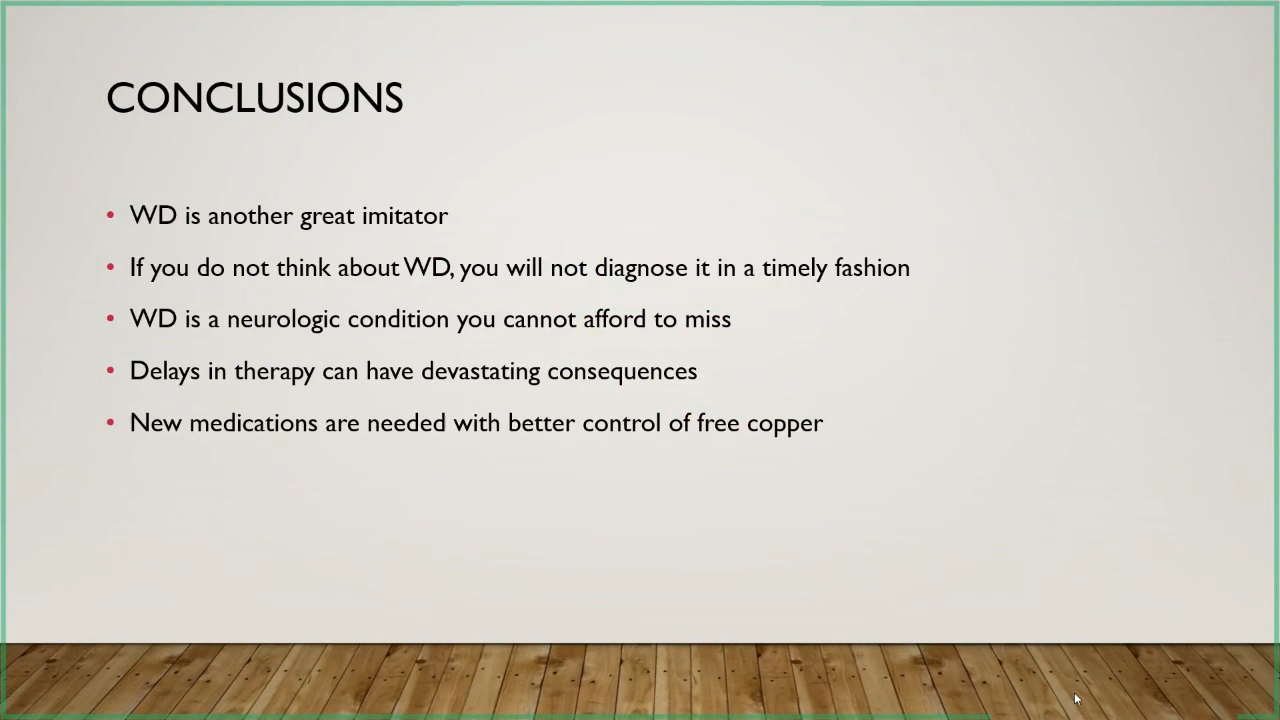 CONCLUSIONS
• WD is another great imitator
• If you do not think about WD, you will not diagnose it in a timely fashion
• WD is a neurologic condition you cannot afford to miss
• Delays in therapy can have devastating consequences
• New medications are needed with better control of free copper